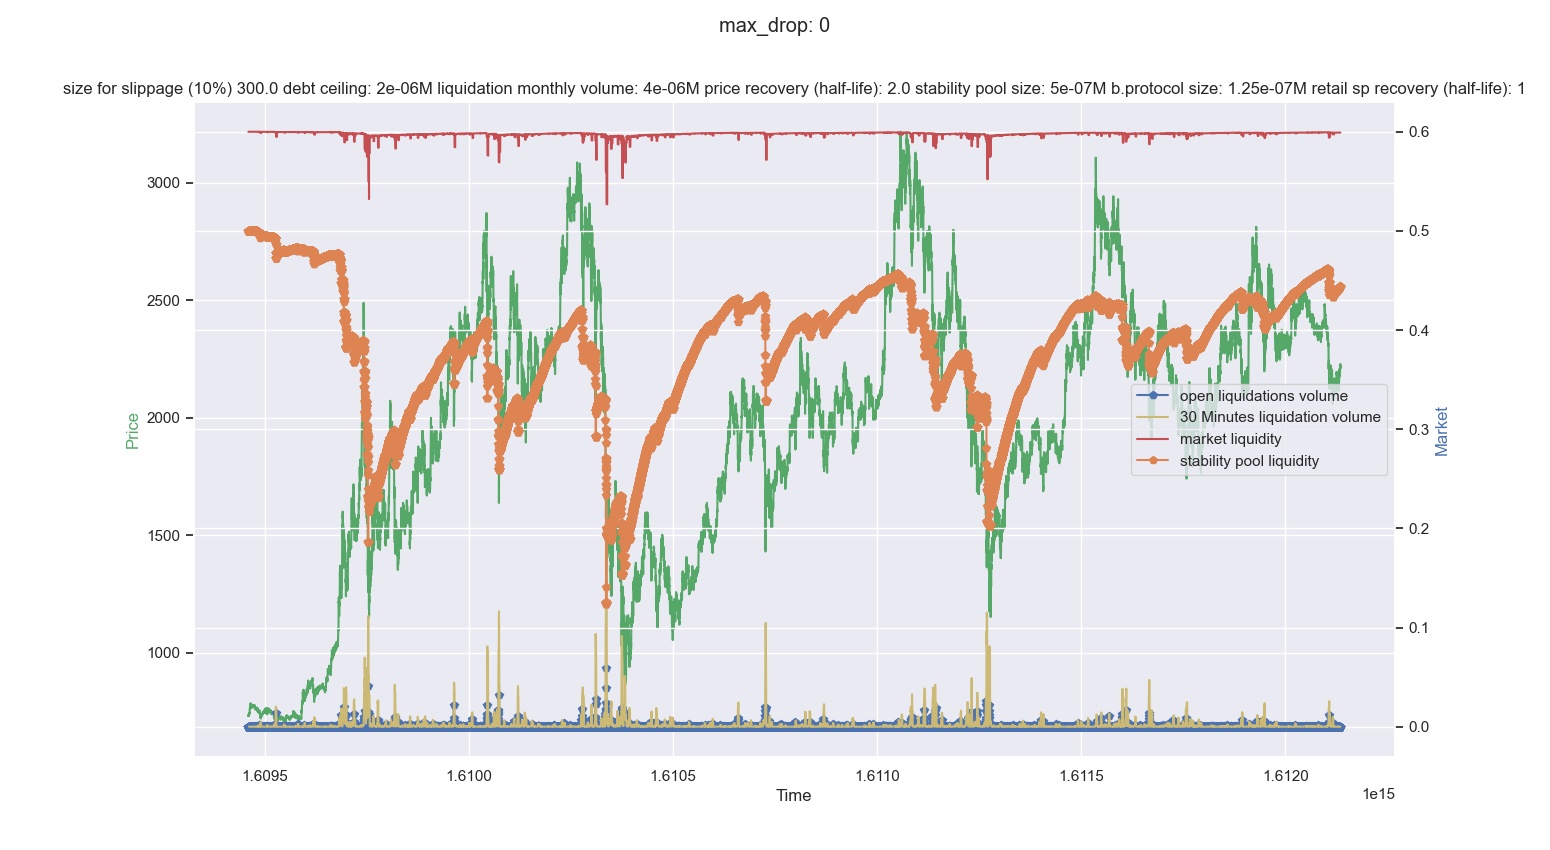 max_drop: 0
size for slippage (10%) 300.0 debt ceiling: 2e-06M liquidation monthly volume: 4e-06M price recovery (half-life): 2.0 stability pool size: 5e-07M b.protocol size: 1.25e-07M retail sp recovery (half-life): 1
3000
2500
2000
1500
1000
Price
0.6
0.5
0.4
0.3
0.2
0.1
0.0
Market
open liquidations volume
30 Minutes liquidation volume
market liquidity
stability pool liquidity
1.6095
1.6100
1.6105
1.6110
1.6115
1.6120
Time
1e15